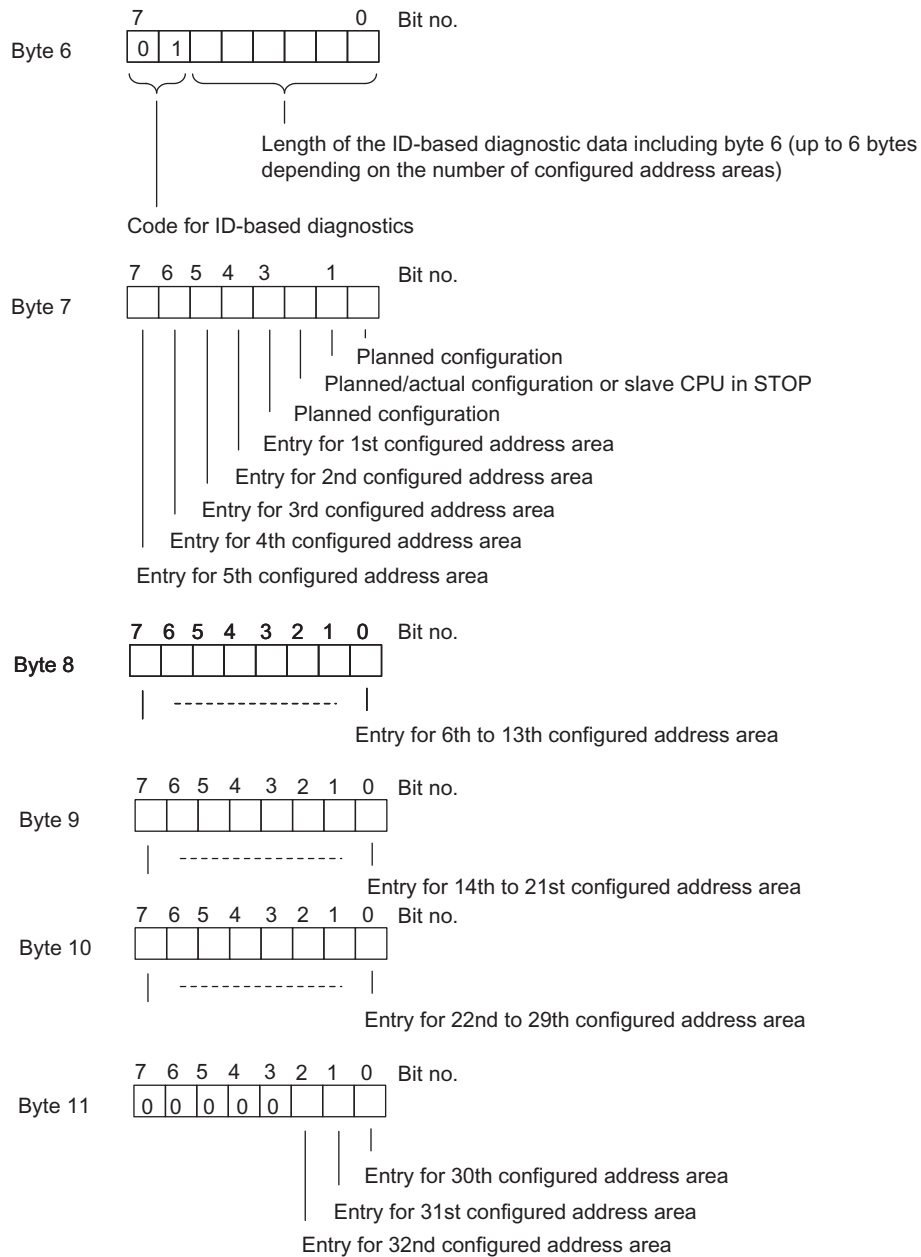 7 0 Bit no.
Byte 6 0 1
Length of the ID-based diagnostic data including byte 6 (up to 6 bytes
depending on the number of configured address areas)
Code for ID-based diagnostics
7 6 5 4 3 1 Bit no.
Byte 7
Planned configuration
Planned/actual configuration or slave CPU in STOP
Planned configuration
Entry for 1st configured address area
Entry for 2nd configured address area
Entry for 3rd configured address area
Entry for 4th configured address area
Entry for 5th configured address area
7 6 5 4 3 2 1 0 Bit no.
Byte 8
Entry for 6th to 13th configured address area
7 6 5 4 3 2 1 0 Bit no.
Byte 9
Entry for 14th to 21st configured address area
7 6 5 4 3 2 1 0 Bit no.
Byte 10
Entry for 22nd to 29th configured address area
7 6 5 4 3 2 1 0 Bit no.
Byte 11 0 0 0 0 0
Entry for 30th configured address area
Entry for 31st configured address area
Entry for 32nd configured address area